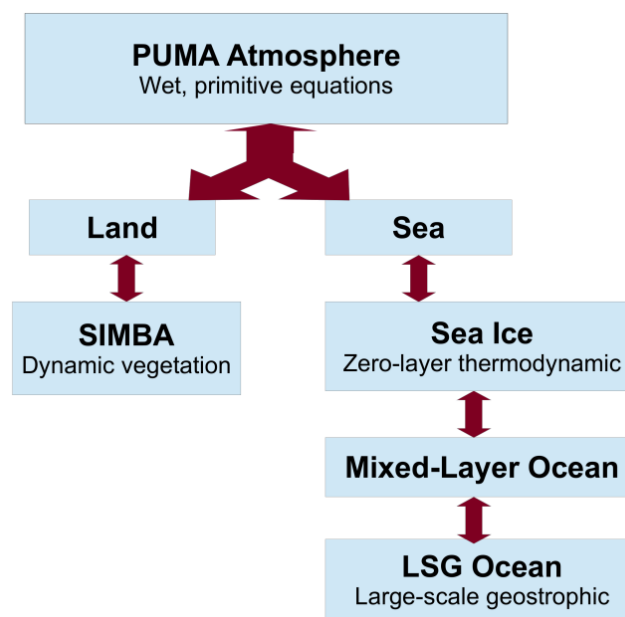 PUMA Atmosphere
Wet, primitive equations
Land
Sea
SIMBA
Dynamic vegetation
Sea Ice
Zero-layer thermodynamic
Mixed-Layer Ocean
LSG Ocean
Large-scale geostrophic